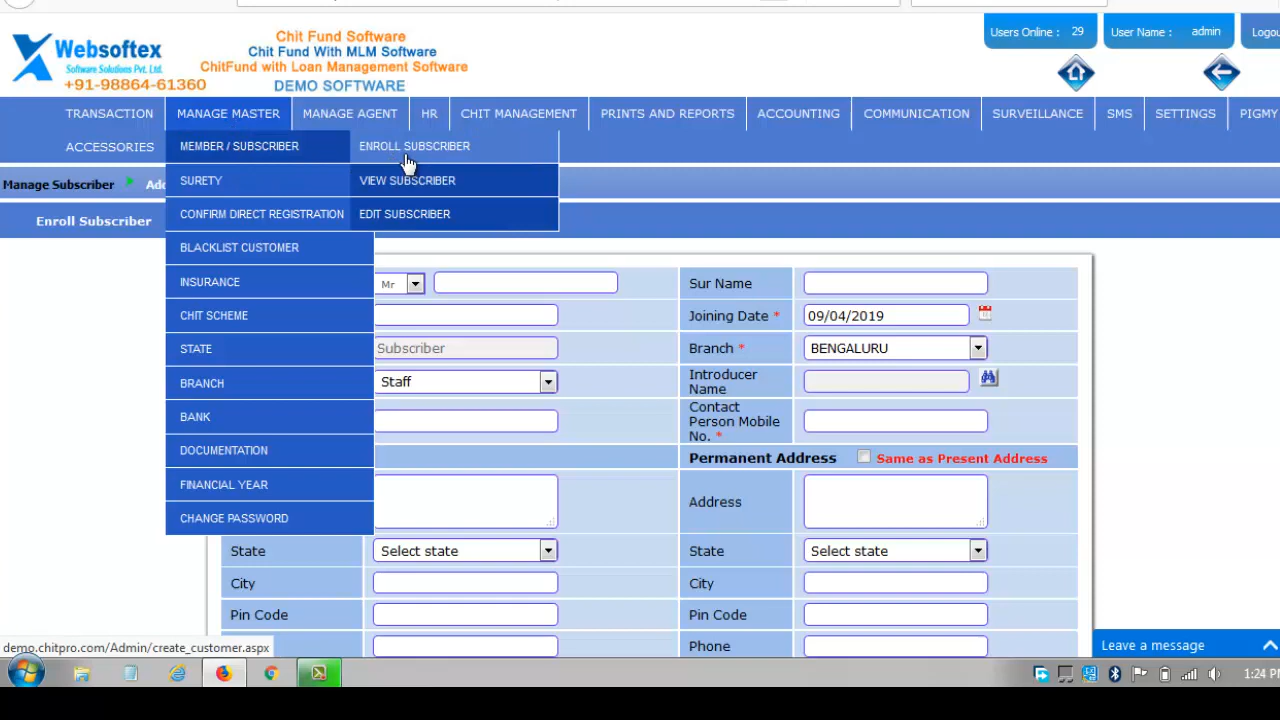 Websoftex
Software Solutions Pvt. Ltd.
+91-98864-61360
Chit Fund Software
Chit Fund With MLM Software
ChitFund with Loan Management Software
DEMO SOFTWARE
Users Online : 29
User Name : admin
Logou
TRANSACTION MANAGE MASTER MANAGE AGENT HR CHIT MANAGEMENT PRINTS AND REPORTS ACCOUNTING COMMUNICATION SURVEILLANCE SMS SETTINGS PIGMY
ACCESSORIES
MEMBER / SUBSCRIBER
SURETY
CONFIRM DIRECT REGISTRATION
BLACKLIST CUSTOMER
INSURANCE
CHIT SCHEME
STATE
BRANCH
BANK
DOCUMENTATION
FINANCIAL YEAR
CHANGE PASSWORD
ENROLL SUBSCRIBER
VIEW SUBSCRIBER
EDIT SUBSCRIBER
Manage Subscriber Ad
Enroll Subscriber
Mr
Sur Name
Joining Date * 09/04/2019
Subscriber
Branch * BENGALURU
Staff
Introducer
Name
Contact
Person Mobile
No. *
Permanent Address Same as Present Address
Address
State Select state State Select state
City City
Pin Code Pin Code
Phone
demo.chitpro.com/Admin/create_customer.aspx
Leave a message
1:24 PM